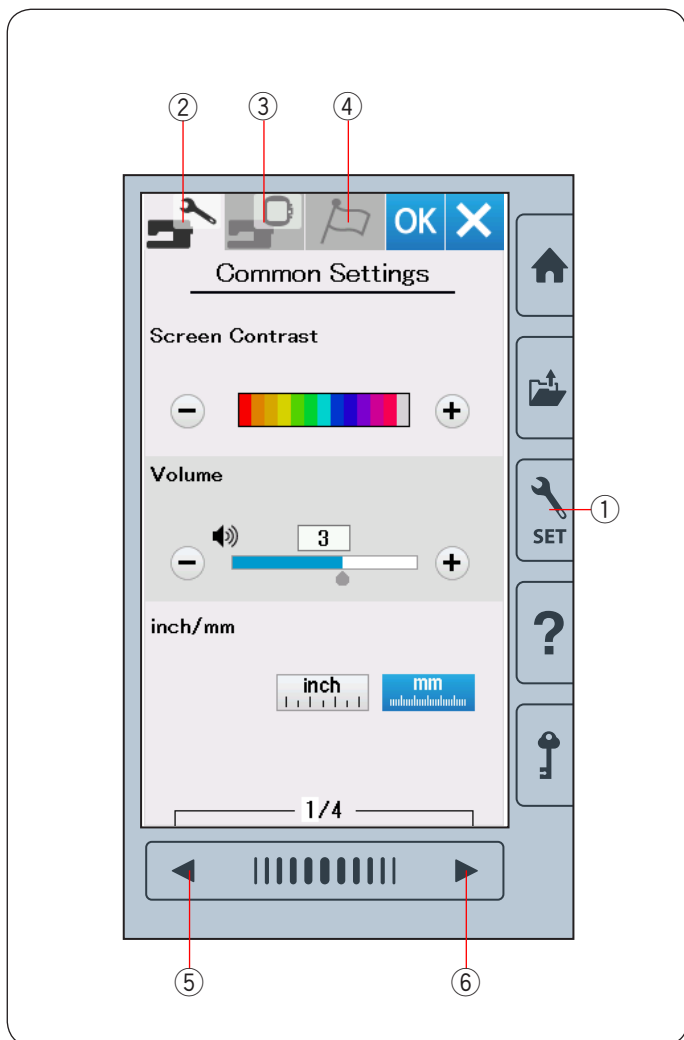 ② ③ ④
OK
Common Settings
Screen Contrast
Volume
3
SET
①
?
inch/mm
inch mm
1/4
⑤ ⑥